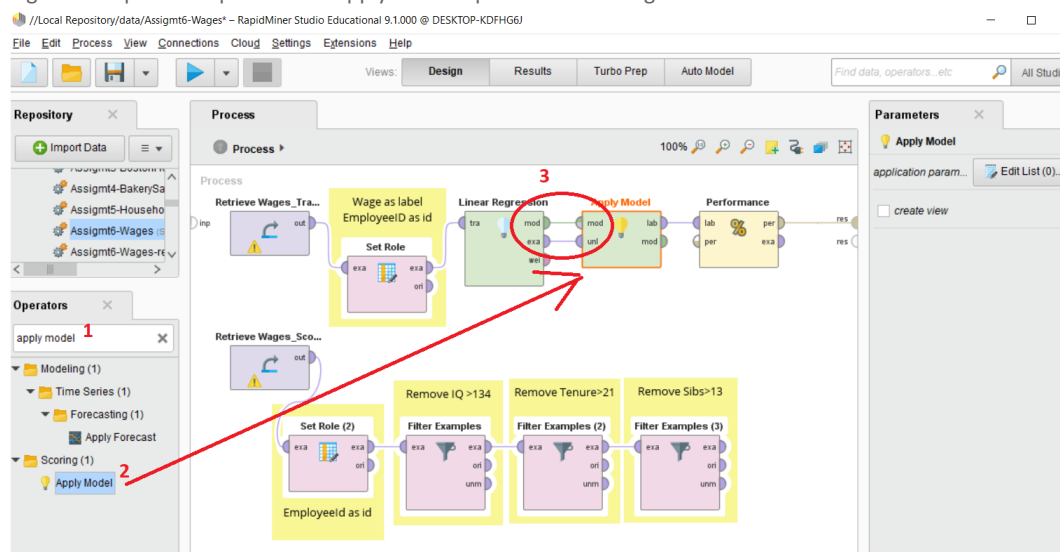 //Local Repository/data/Assigmt6-Wages* – RapidMiner Studio Educational 9.1.000 @ DESKTOP-KDFHG6J
File Edit Process View Connections Cloud Settings Extensions Help
Views: Design Results Turbo Prep Auto Model Find data, operators...etc All Studi
Repository
Import Data
Assigmt4-BakerySa
Assigmt5-Househo
Assigmt6-Wages
Assigmt6-Wages-re
Operators
apply model 1
Modeling (1)
Time Series (1)
Forecasting (1)
Apply Forecast
Scoring (1)
Apply Model 2
Process
Process
100%
Process
inp
Retrieve Wages_Tra...
out
Wage as label
EmployeeID as id
Set Role
exa exa
ori
Linear Regression
tra mod
exa
wei
3
Apply Model
mod lab
unl mod
Performance
lab per
per exa
res
res
Retrieve Wages_Sco...
out
Set Role (2)
exa exa
ori
EmployeeId as id
Remove IQ >134
Filter Examples
exa exa
ori
unm
Remove Tenure>21
Filter Examples (2)
exa exa
ori
unm
Remove Sibs>13
Filter Examples (3)
exa exa
ori
unm
Parameters
Apply Model
application param... Edit List (0)...
create view